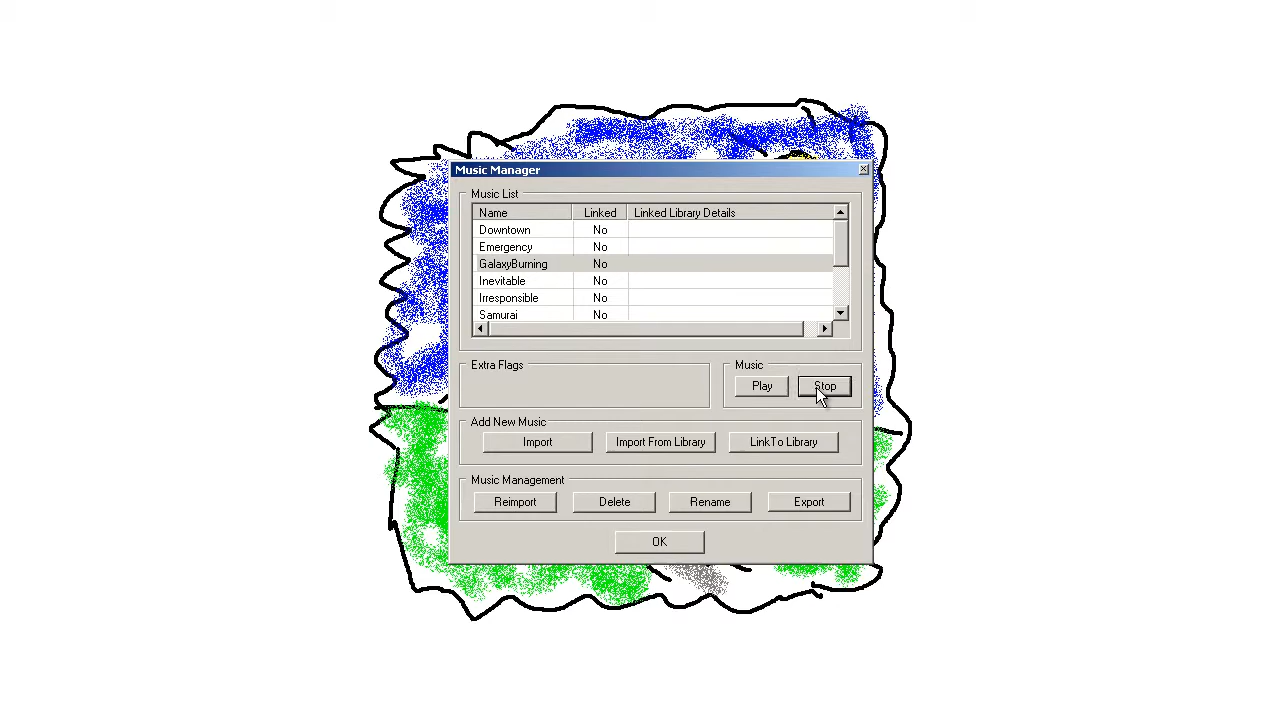 Music Manager
Music List
Name Linked Linked Library Details
Downtown No
Emergency No
GalaxyBurning No
Inevitable No
Irresponsible No
Samurai No
Extra Flags
Music
Play Stop
Add New Music
Import Import From Library LinkTo Library
Music Management
Reimport Delete Rename Export
OK